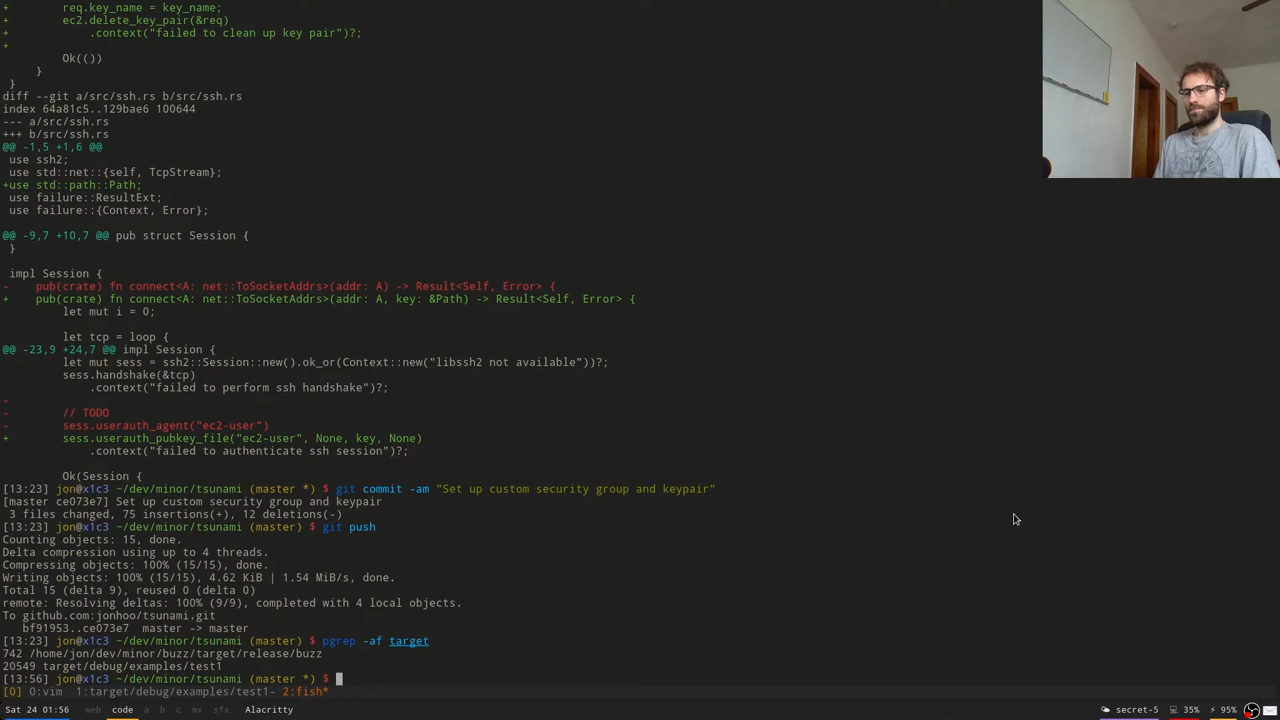 +        req.key_name = key_name;
+        ec2.delete_key_pair(&req)
+            .context("failed to clean up key pair")?;
+
         Ok(())
     }
 }
diff --git a/src/ssh.rs b/src/ssh.rs
index 64a81c5..129bae6 100644
--- a/src/ssh.rs
+++ b/src/ssh.rs
@@ -1,5 +1,6 @@
 use ssh2;
 use std::net::{self, TcpStream};
+use std::path::Path;
 use failure::ResultExt;
 use failure::{Context, Error};
@@ -9,7 +10,7 @@ pub struct Session {
 }
 impl Session {
-    pub(crate) fn connect<A: net::ToSocketAddrs>(addr: A) -> Result<Self, Error> {
+    pub(crate) fn connect<A: net::ToSocketAddrs>(addr: A, key: &Path) -> Result<Self, Error> {
         let mut i = 0;
         let tcp = loop {
@@ -23,9 +24,7 @@ impl Session {
         let mut sess = ssh2::Session::new().ok_or(Context::new("libssh2 not available"))?;
         sess.handshake(&tcp)
             .context("failed to perform ssh handshake")?;
-
-        // TODO
-        sess.userauth_agent("ec2-user")
+        sess.userauth_pubkey_file("ec2-user", None, key, None)
             .context("failed to authenticate ssh session")?;
         Ok(Session {
[13:23] jon@x1c3 ~/dev/minor/tsunami (master *) $ git commit -am "Set up custom security group and keypair"
[master ce073e7] Set up custom security group and keypair
 3 files changed, 75 insertions(+), 12 deletions(-)
[13:23] jon@x1c3 ~/dev/minor/tsunami (master) $ git push
Counting objects: 15, done.
Delta compression using up to 4 threads.
Compressing objects: 100% (15/15), done.
Writing objects: 100% (15/15), 4.62 KiB | 1.54 MiB/s, done.
Total 15 (delta 9), reused 0 (delta 0)
remote: Resolving deltas: 100% (9/9), completed with 4 local objects.
To github.com:jonhoo/tsunami.git
   bf91953..ce073e7  master -> master
[13:23] jon@x1c3 ~/dev/minor/tsunami (master) $ pgrep -af target
742 /home/jon/dev/minor/buzz/target/release/buzz
20549 target/debug/examples/test1
[13:56] jon@x1c3 ~/dev/minor/tsunami (master *) $
[0] 0:vim  1:target/debug/examples/test1- 2:fish*
Sat 24 01:56 web code a b c mx sfx Alacritty secret-5 35% 95%